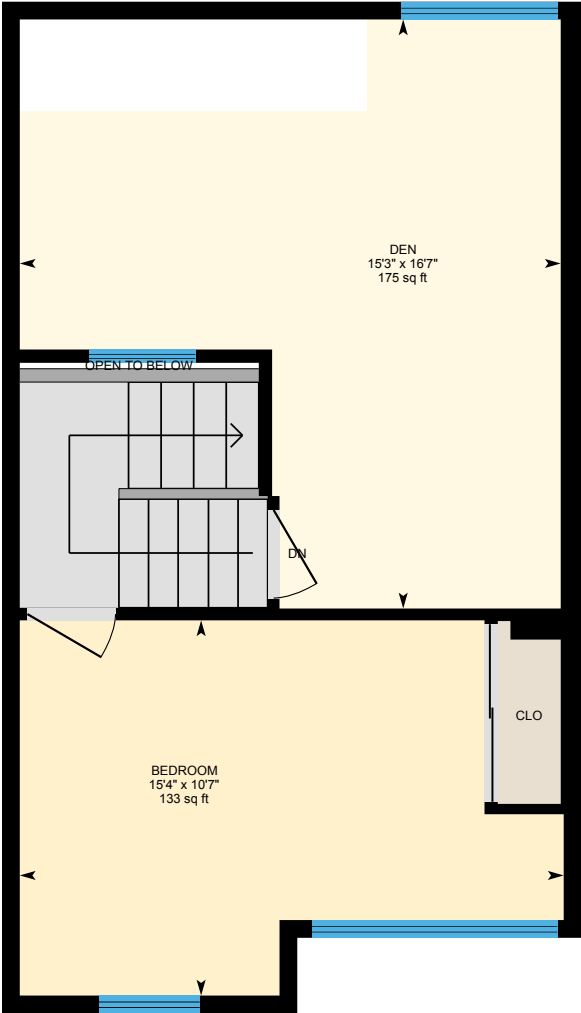 DEN
15'3" x 16'7"
175 sq ft
OPEN TO BELOW
DN
CLO
BEDROOM
15'4" x 10'7"
133 sq ft